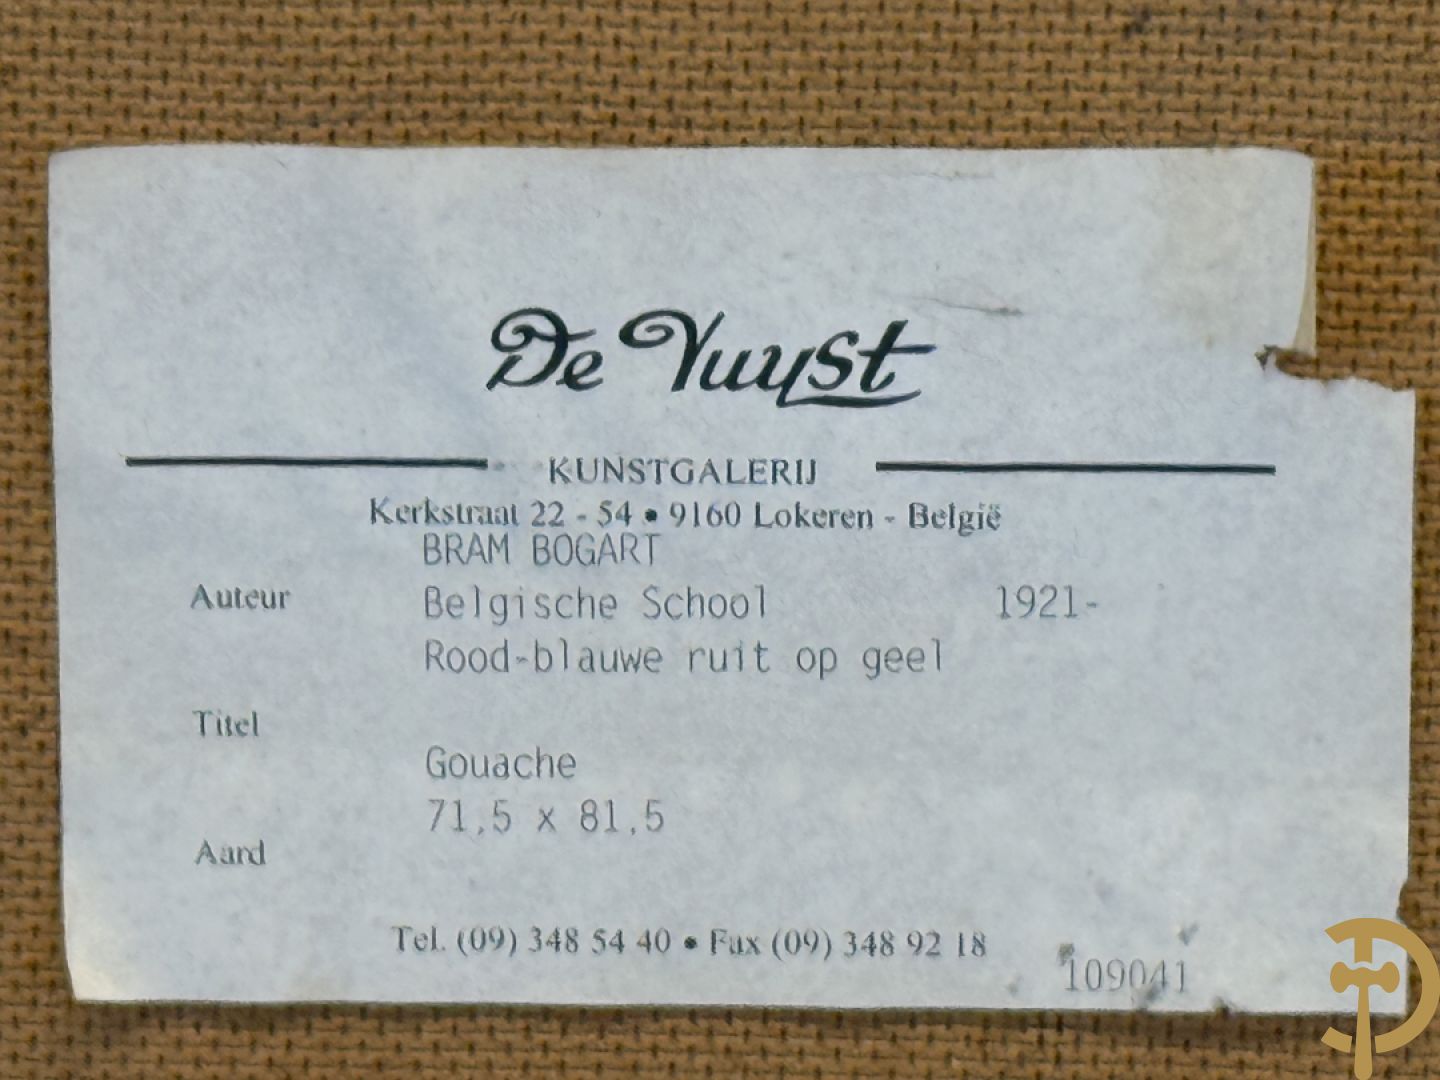 De Vuyst
KUNSTGALERIJ
Kerkstraat 22 - 54 • 9160 Lokeren - België
BRAM BOGART
Auteur Belgische School 1921-
Rood-blauwe ruit op geel
Titel
Gouache
71,5 x 81,5
Aard
Tel. (09) 348 54 40 • Fax (09) 348 92 18
109041